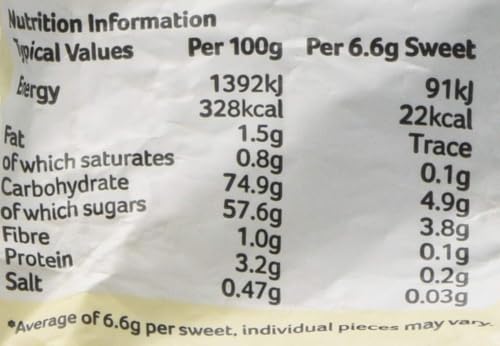 Nutrition Information
Typical Values Per 100g Per 6.6g Sweet
Energy 1392kJ 91kJ
328kcal 22kcal
Fat 1.5g Trace
of which saturates 0.8g 0.1g
Carbohydrate 74.9g 4.9g
of which sugars 57.6g 3.8g
Fibre 1.0g 0.1g
Protein 3.2g 0.2g
Salt 0.47g 0.03g
*Average of 6.6g per sweet, individual pieces may vary.